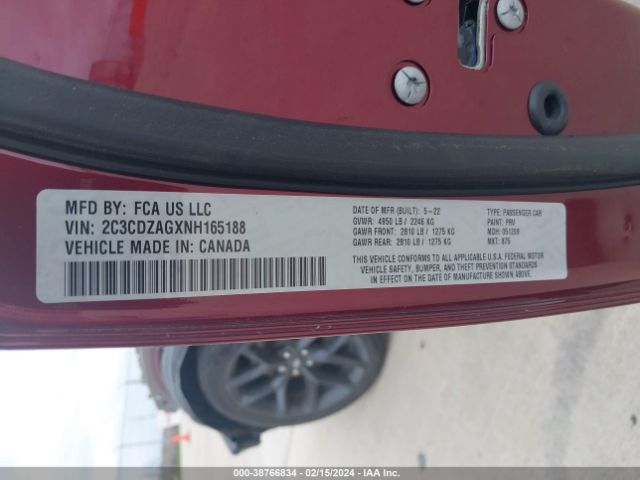 MFD BY: FCA US LLC
VIN: 2C3CDZAGXNH165188
VEHICLE MADE IN: CANADA
DATE OF MFR (BUILT): 5-22
GVWR: 4950 LB / 2246 KG
GAWR FRONT: 2810 LB / 1275 KG
GAWR REAR: 2810 LB / 1275 KG
TYPE: PASSENGER CAR
PAINT: PRV
MDH: 051209
MKT: 875
THIS VEHICLE CONFORMS TO ALL APPLICABLE U.S.A. FEDERAL MOTOR
VEHICLE SAFETY, BUMPER, AND THEFT PREVENTION STANDARDS
IN EFFECT ON THE DATE OF MANUFACTURE SHOWN ABOVE.
000-38766834 - 02/15/2024 - IAA Inc.